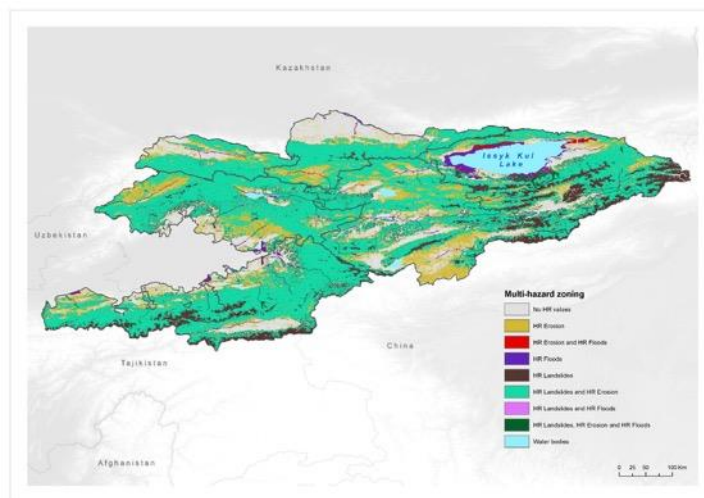 Kazakhstan
Issyk Kul
Lake
Uzbekistan
Tajikistan
China
Afghanistan
Multi-hazard zoning
No HR values
HR Erosion
HR Erosion and HR Floods
HR Floods
HR Landslides
HR Landslides and HR Erosion
HR Landslides and HR Floods
HR Landslides, HR Erosion and HR Floods
Water bodies
0 25 50 100 Km